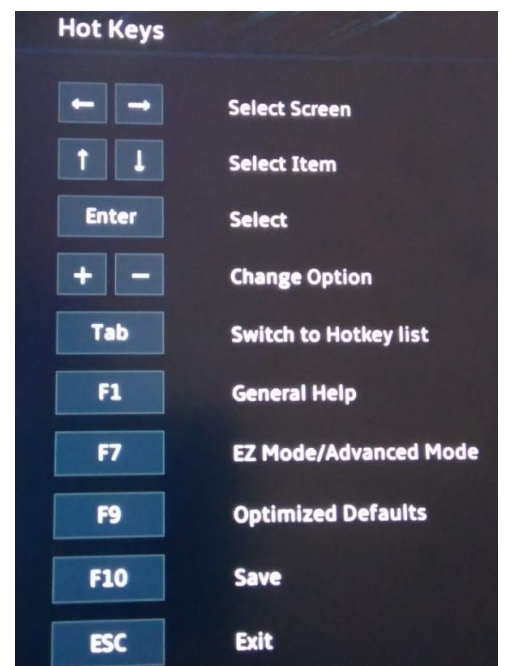 Hot Keys
← → Select Screen
↑ ↓ Select Item
Enter Select
+ − Change Option
Tab Switch to Hotkey list
F1 General Help
F7 EZ Mode/Advanced Mode
F9 Optimized Defaults
F10 Save
ESC Exit